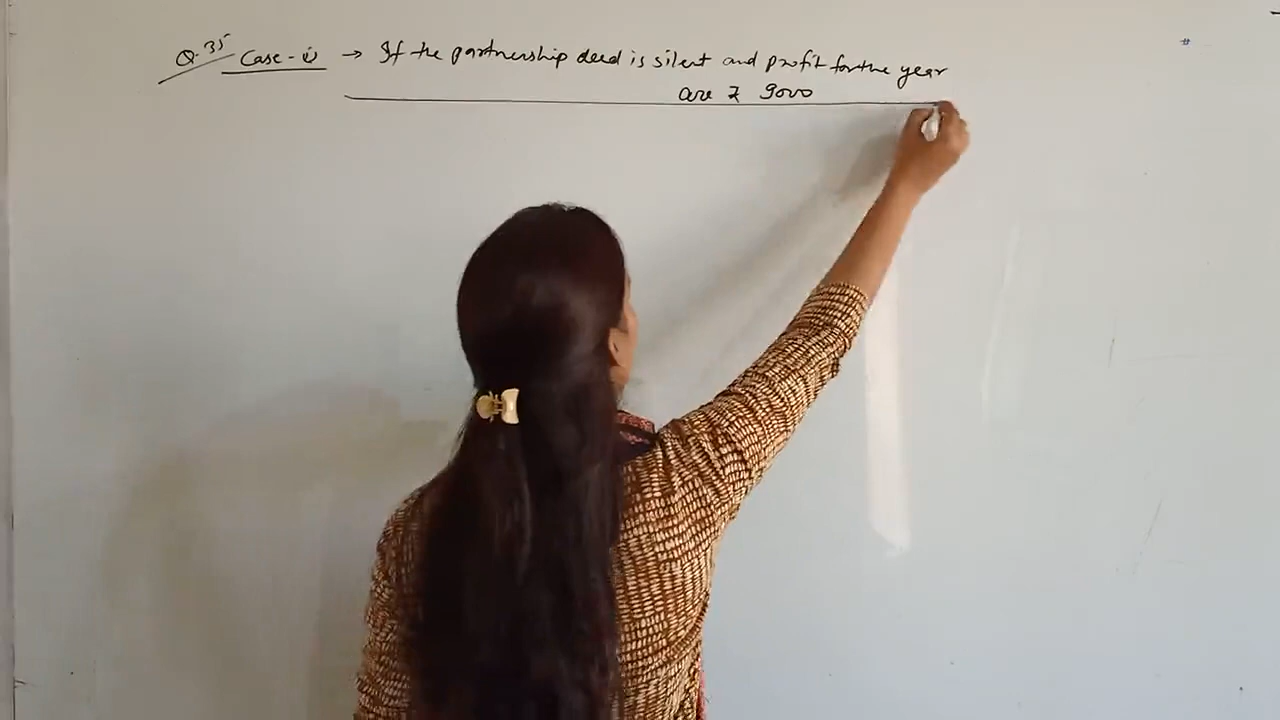 Q.35 Case-i) → If the partnership deed is silent and profit for the year
are ₹ 9000
#